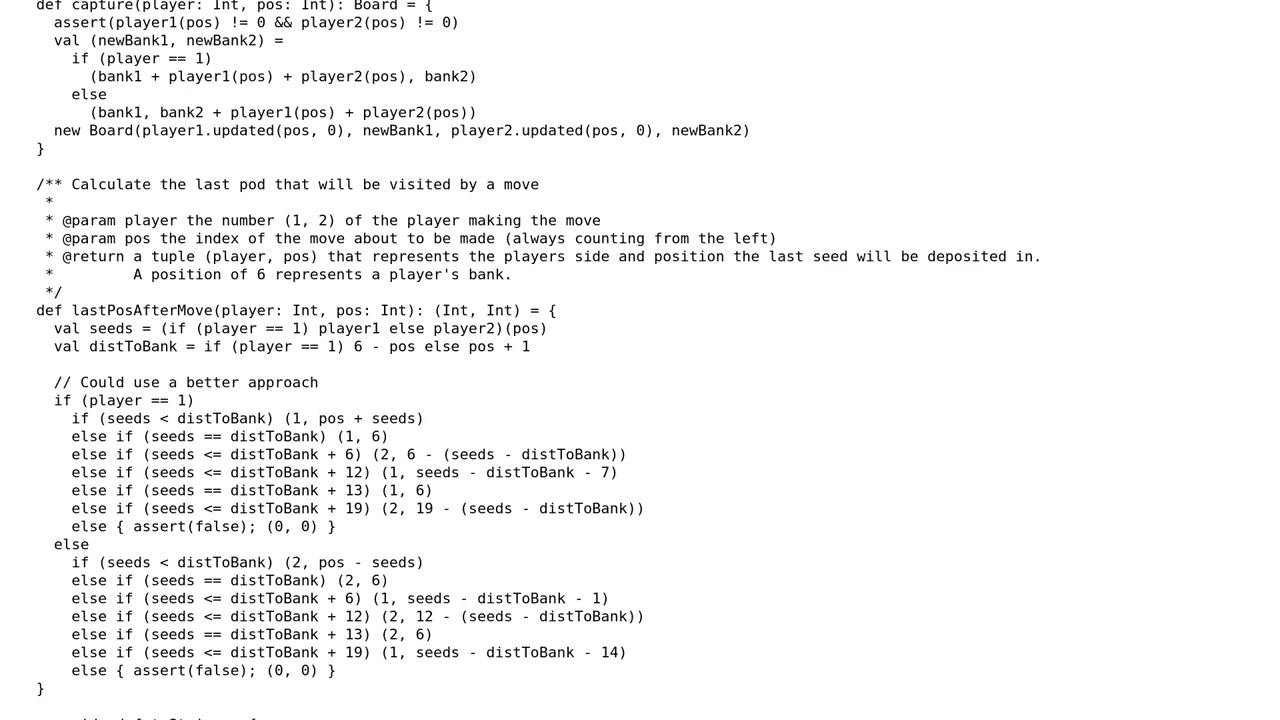 def capture(player: Int, pos: Int): Board = {
  assert(player1(pos) != 0 && player2(pos) != 0)
  val (newBank1, newBank2) =
    if (player == 1)
      (bank1 + player1(pos) + player2(pos), bank2)
    else
      (bank1, bank2 + player1(pos) + player2(pos))
  new Board(player1.updated(pos, 0), newBank1, player2.updated(pos, 0), newBank2)
}

/** Calculate the last pod that will be visited by a move
 *
 * @param player the number (1, 2) of the player making the move
 * @param pos the index of the move about to be made (always counting from the left)
 * @return a tuple (player, pos) that represents the players side and position the last seed will be deposited in.
 *         A position of 6 represents a player's bank.
 */
def lastPosAfterMove(player: Int, pos: Int): (Int, Int) = {
  val seeds = (if (player == 1) player1 else player2)(pos)
  val distToBank = if (player == 1) 6 - pos else pos + 1

  // Could use a better approach
  if (player == 1)
    if (seeds < distToBank) (1, pos + seeds)
    else if (seeds == distToBank) (1, 6)
    else if (seeds <= distToBank + 6) (2, 6 - (seeds - distToBank))
    else if (seeds <= distToBank + 12) (1, seeds - distToBank - 7)
    else if (seeds == distToBank + 13) (1, 6)
    else if (seeds <= distToBank + 19) (2, 19 - (seeds - distToBank))
    else { assert(false); (0, 0) }
  else
    if (seeds < distToBank) (2, pos - seeds)
    else if (seeds == distToBank) (2, 6)
    else if (seeds <= distToBank + 6) (1, seeds - distToBank - 1)
    else if (seeds <= distToBank + 12) (2, 12 - (seeds - distToBank))
    else if (seeds == distToBank + 13) (2, 6)
    else if (seeds <= distToBank + 19) (1, seeds - distToBank - 14)
    else { assert(false); (0, 0) }
}